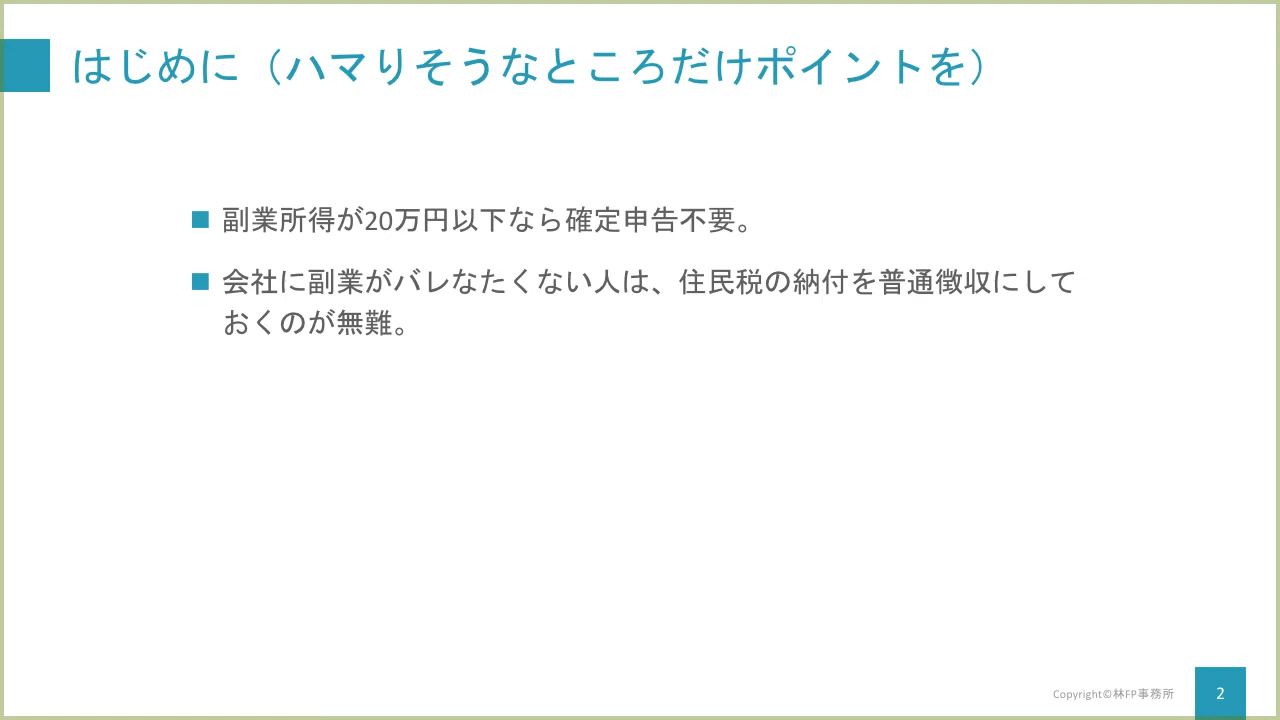 はじめに（ハマりそうなところだけポイントを）
■ 副業所得が20万円以下なら確定申告不要。
■ 会社に副業がバレなたくない人は、住民税の納付を普通徴収にして
おくのが無難。
Copyright©林FP事務所
2